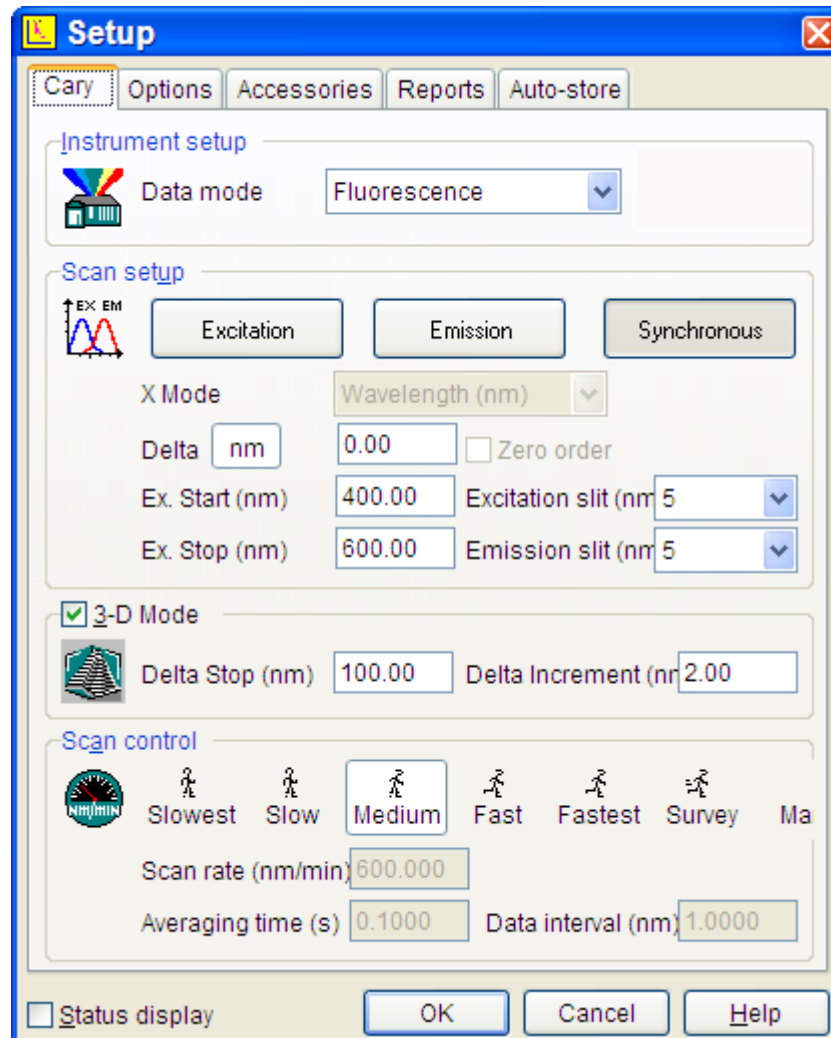 Setup
Cary Options Accessories Reports Auto-store
Instrument setup
Data mode Fluorescence
Scan setup
EX EM
Excitation Emission Synchronous
X Mode Wavelength (nm)
Delta nm 0.00 Zero order
Ex. Start (nm) 400.00 Excitation slit (nm 5
Ex. Stop (nm) 600.00 Emission slit (nm 5
3-D Mode
Delta Stop (nm) 100.00 Delta Increment (nr 2.00
Scan control
NM/MIN
Slowest Slow Medium Fast Fastest Survey Ma
Scan rate (nm/min) 600.000
Averaging time (s) 0.1000 Data interval (nm) 1.0000
Status display OK Cancel Help